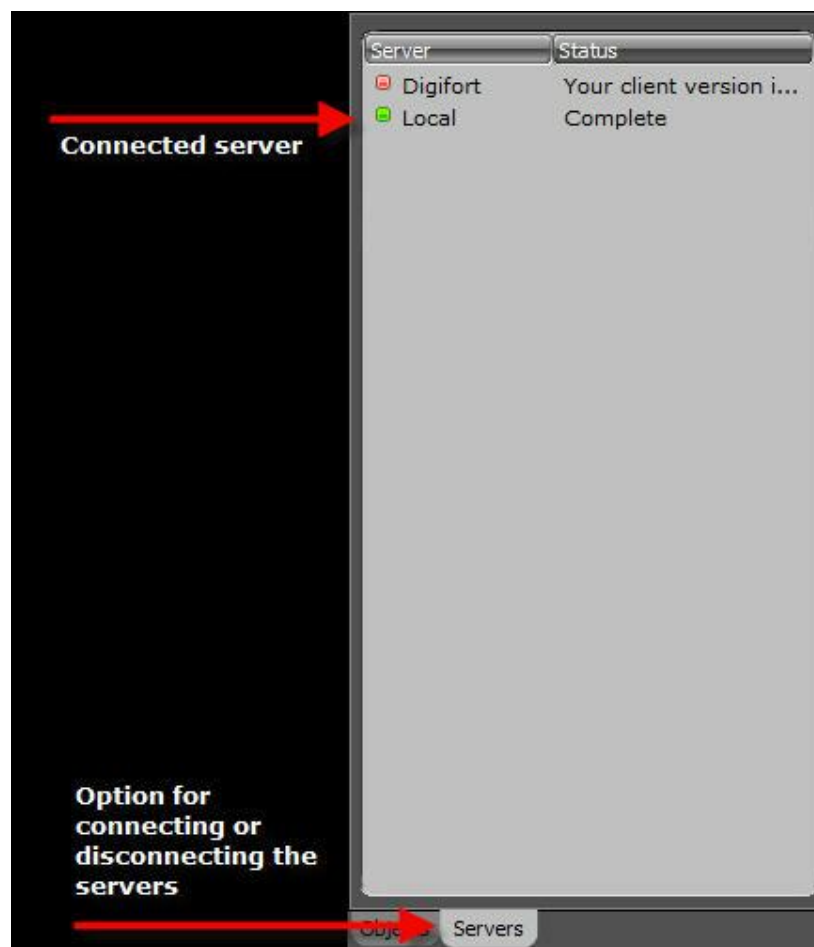 Server Status
Digifort Your client version i...
Local Complete
Connected server
Option for
connecting or
disconnecting the
servers
Servers